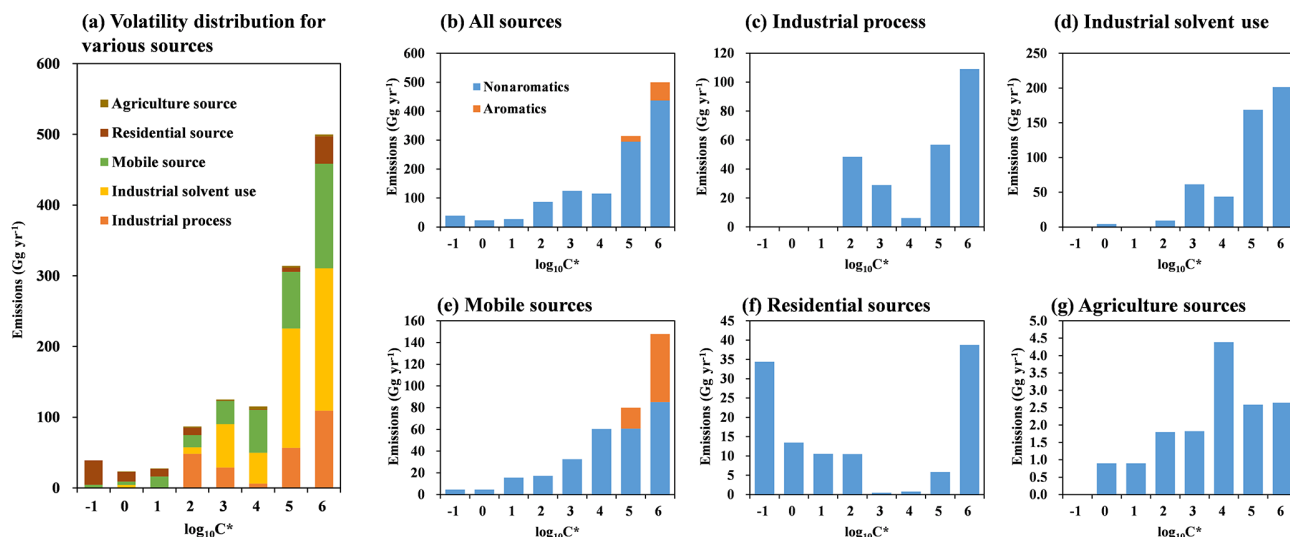 (a) Volatility distribution for
various sources
600
500
400
300
200
100
0
Emissions (Gg yr⁻¹)
Agriculture source
Residential source
Mobile source
Industrial solvent use
Industrial process
-1 0 1 2 3 4 5 6
log₁₀C*
(b) All sources
600
500
400
300
200
100
0
Emissions (Gg yr⁻¹)
Nonaromatics
Aromatics
-1 0 1 2 3 4 5 6
log₁₀C*
(c) Industrial process
120
100
80
60
40
20
0
Emissions (Gg yr⁻¹)
-1 0 1 2 3 4 5 6
log₁₀C*
(d) Industrial solvent use
250
200
150
100
50
0
Emissions (Gg yr⁻¹)
-1 0 1 2 3 4 5 6
log₁₀C*
(e) Mobile sources
160
140
120
100
80
60
40
20
0
Emissions (Gg yr⁻¹)
-1 0 1 2 3 4 5 6
log₁₀C*
(f) Residential sources
45
40
35
30
25
20
15
10
5
0
Emissions (Gg yr⁻¹)
-1 0 1 2 3 4 5 6
log₁₀C*
(g) Agriculture sources
5.0
4.5
4.0
3.5
3.0
2.5
2.0
1.5
1.0
0.5
0.0
Emissions (Gg yr⁻¹)
-1 0 1 2 3 4 5 6
log₁₀C*